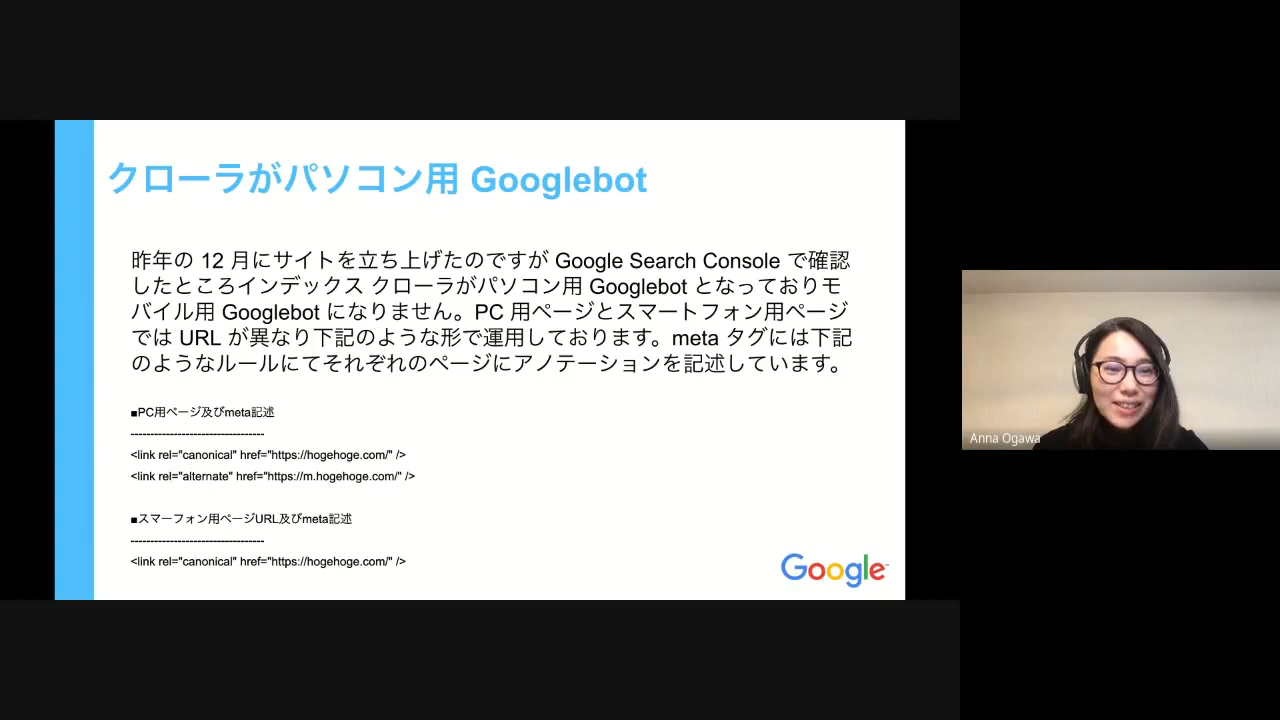 クローラがパソコン用 Googlebot
昨年の 12 月にサイトを立ち上げたのですが Google Search Console で確認
したところインデックス クローラがパソコン用 Googlebot となっておりモ
バイル用 Googlebot になりません。PC 用ページとスマートフォン用ページ
では URL が異なり下記のような形で運用しております。meta タグには下記
のようなルールにてそれぞれのページにアノテーションを記述しています。
■PC用ページ及びmeta記述
----------------------------------
<link rel="canonical" href="https://hogehoge.com/" />
<link rel="alternate" href="https://m.hogehoge.com/" />
■スマーフォン用ページURL及びmeta記述
----------------------------------
<link rel="canonical" href="https://hogehoge.com/" />
Google
Anna Ogawa